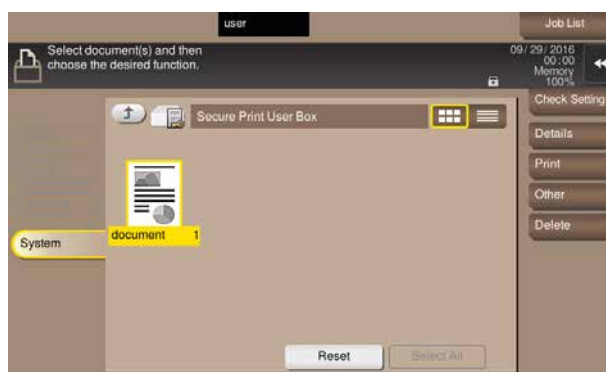 user
Job List
Select document(s) and then
choose the desired function.
09/29/2016
00:00
Memory
100%
Check Setting
Secure Print User Box
Details
Print
Other
Delete
document 1
System
Reset
Select All